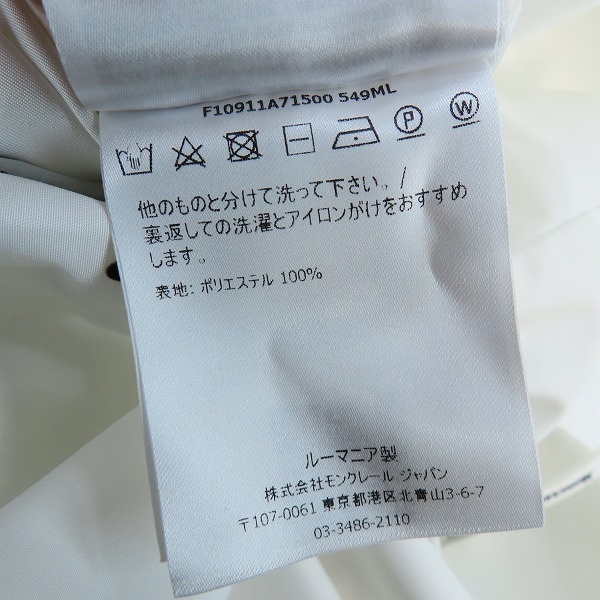 F10911A71500 549ML
P
W
他のものと分けて洗って下さい。/
裏返しての洗濯とアイロンがけをおすすめ
します。
表地: ポリエステル 100%
ルーマニア製
株式会社モンクレール ジャパン
〒107-0061 東京都港区北青山3-6-7
03-3486-2110